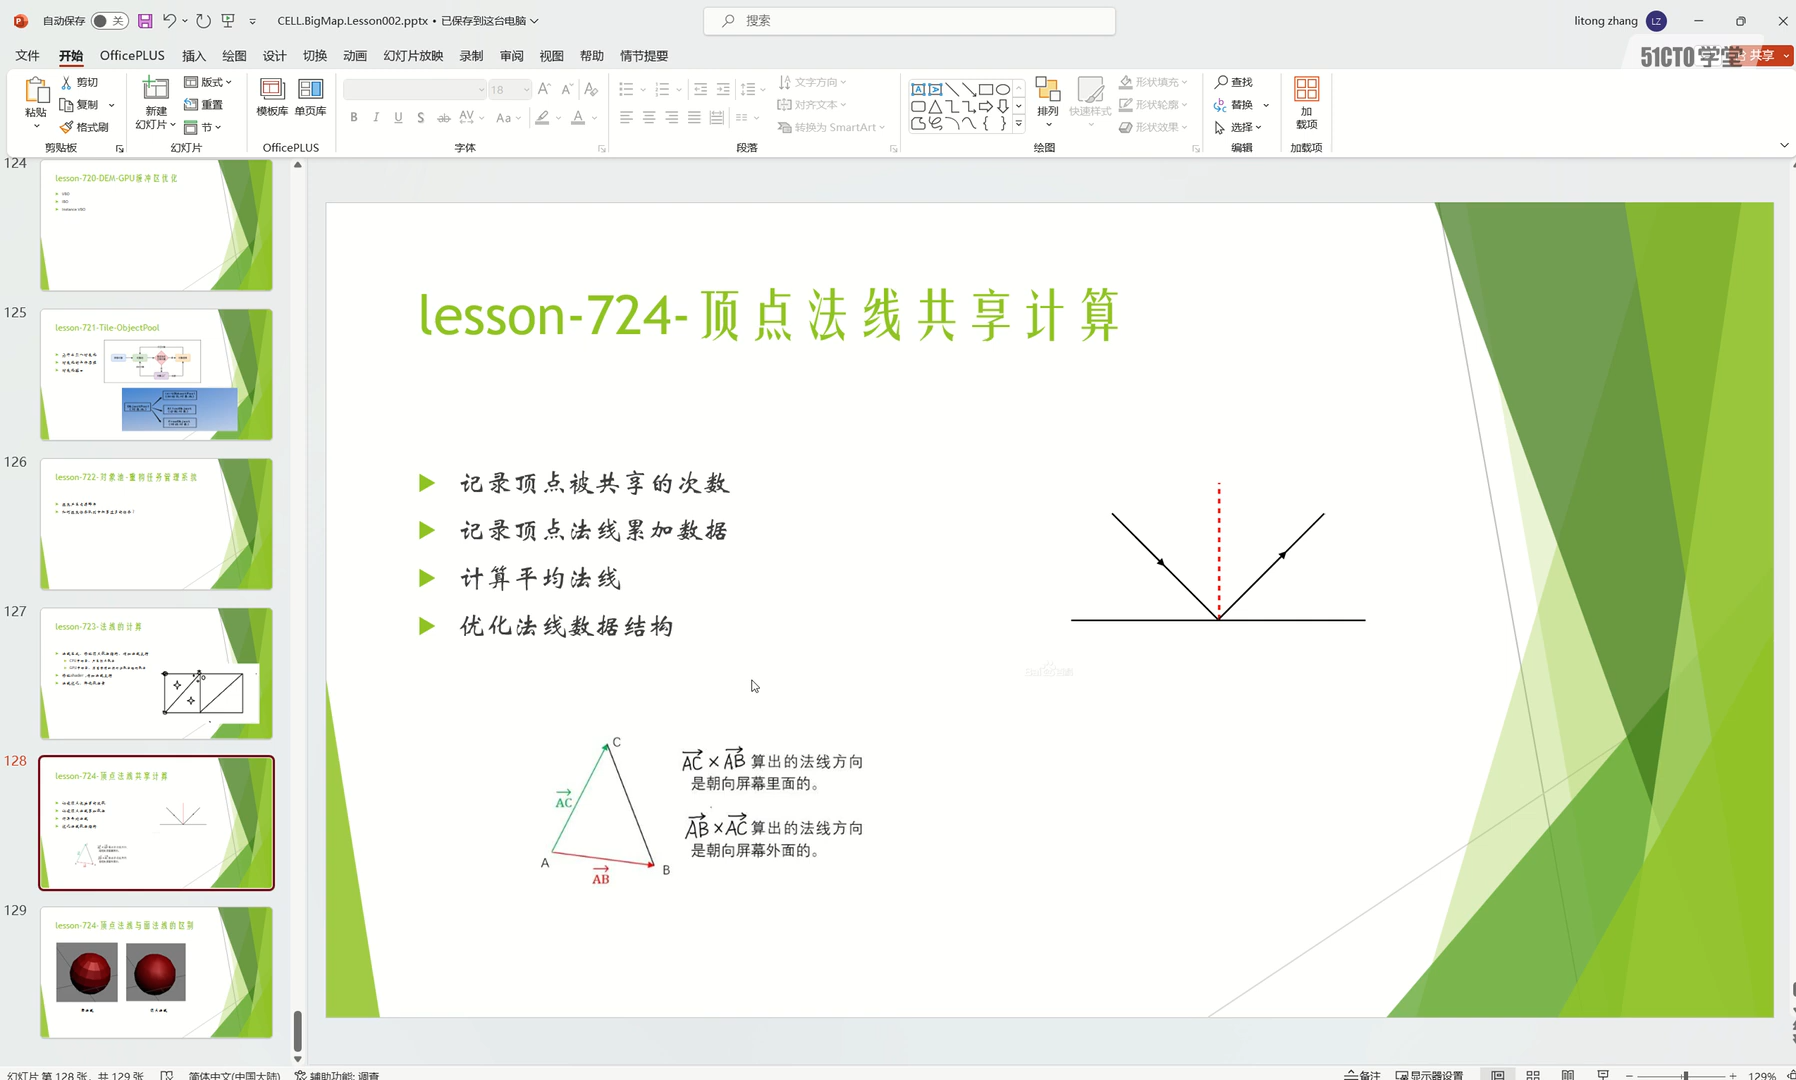 自动保存 关
CELL.BigMap.Lesson002.pptx • 已保存到这台电脑
搜索
litong zhang LZ
文件 开始 OfficePLUS 插入 绘图 设计 切换 动画 幻灯片放映 录制 审阅 视图 帮助 情节提要
51CTO学堂
共享
粘贴 剪切 复制 格式刷
剪贴板
新建
幻灯片
版式 重置 节
幻灯片
模板库 单页库
OfficePLUS
18
字体
文字方向
对齐文本
转换为 SmartArt
段落
排列 快速样式
形状填充
形状轮廓
形状效果
绘图
查找
替换
选择
编辑
加
载项
加载项
124
lesson-720-DEM-GPU缓冲区优化
VBO
IBO
Instance VBO
125
lesson-721-Tile-ObjectPool
126
lesson-722-对象池-重构任务管理系统
127
lesson-723-法线的计算
128
lesson-724-顶点法线共享计算
129
lesson-724-顶点法线与面法线的区别
lesson-724-顶点法线共享计算
记录顶点被共享的次数
记录顶点法线累加数据
计算平均法线
优化法线数据结构
C
AC
A
AB
B
AC × AB 算出的法线方向
是朝向屏幕里面的。
AB × AC 算出的法线方向
是朝向屏幕外面的。
幻灯片 第 128 张，共 129 张 简体中文(中国大陆) 辅助功能: 调查
备注 显示器设置 129%